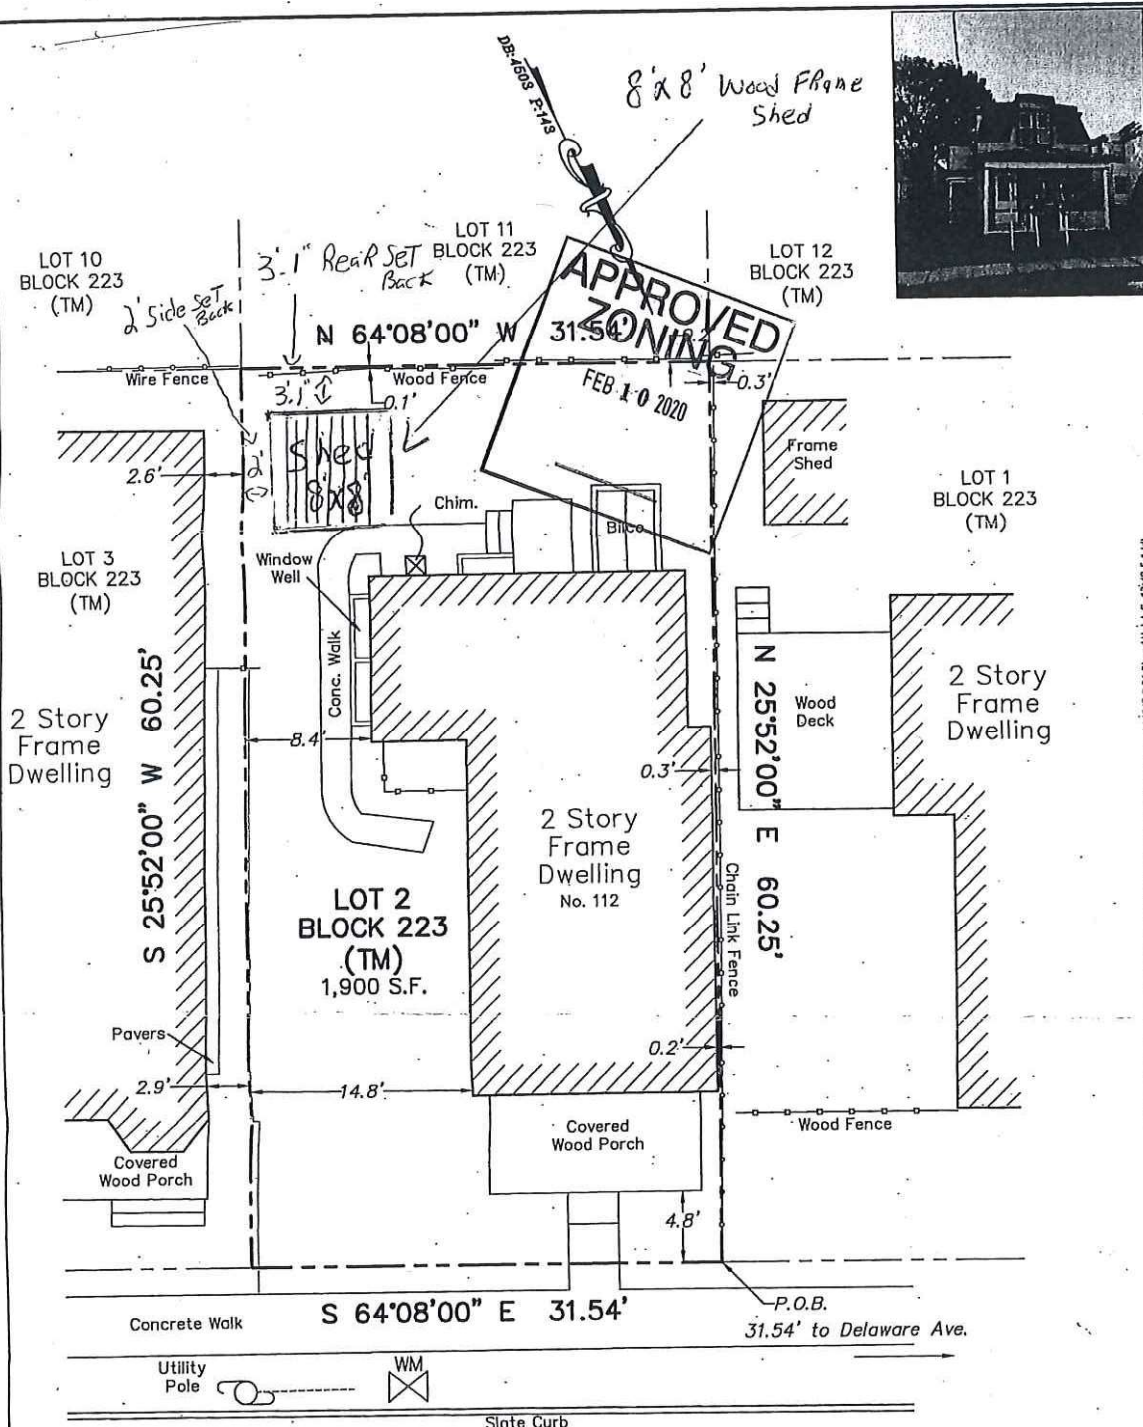 DB:4503 P:143
8'x8' Wood Frame
Shed
LOT 10
BLOCK 223
(TM)
LOT 11
BLOCK 223
(TM)
LOT 12
BLOCK 223
(TM)
3'.1" Rear Set
Back
2' Side Set
Back
APPROVED
ZONING
FEB 10 2020
N 64°08'00" W 31.54'
Wire Fence
Wood Fence
3'.1"
0.1'
0.3'
Shed
8'x8'
2'
2.6'
Frame
Shed
LOT 1
BLOCK 223
(TM)
Chim.
Bilco
LOT 3
BLOCK 223
(TM)
Window
Well
Conc. Walk
2 Story
Frame
Dwelling
S 25°52'00" W 60.25'
8.4'
0.3'
N 25°52'00" E 60.25'
Wood
Deck
2 Story
Frame
Dwelling
2 Story
Frame
Dwelling
No. 112
LOT 2
BLOCK 223
(TM)
1,900 S.F.
Chain Link Fence
Pavers
2.9'
14.8'
0.2'
Covered
Wood Porch
Covered
Wood Porch
Wood Fence
4.8'
S 64°08'00" E 31.54'
P.O.B.
31.54' to Delaware Ave.
Concrete Walk
Utility
Pole
WM
Slate Curb